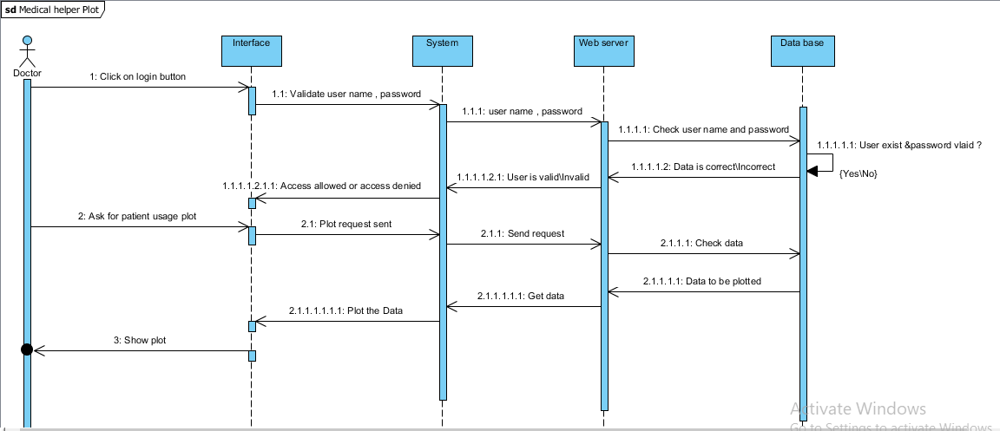 sd Medical helper Plot
Doctor
Interface
System
Web server
Data base
1: Click on login button
1.1: Validate user name , password
1.1.1: user name , password
1.1.1.1: Check user name and password
1.1.1.1.1: User exist &password vlaid ?
{Yes\No}
1.1.1.1.2: Data is correct\Incorrect
1.1.1.1.2.1: User is valid\Invalid
1.1.1.1.2.1.1: Access allowed or access denied
2: Ask for patient usage plot
2.1: Plot request sent
2.1.1: Send request
2.1.1.1: Check data
2.1.1.1.1: Data to be plotted
2.1.1.1.1.1: Get data
2.1.1.1.1.1.1: Plot the Data
3: Show plot
Activate Windows
Go to Settings to activate Windows.